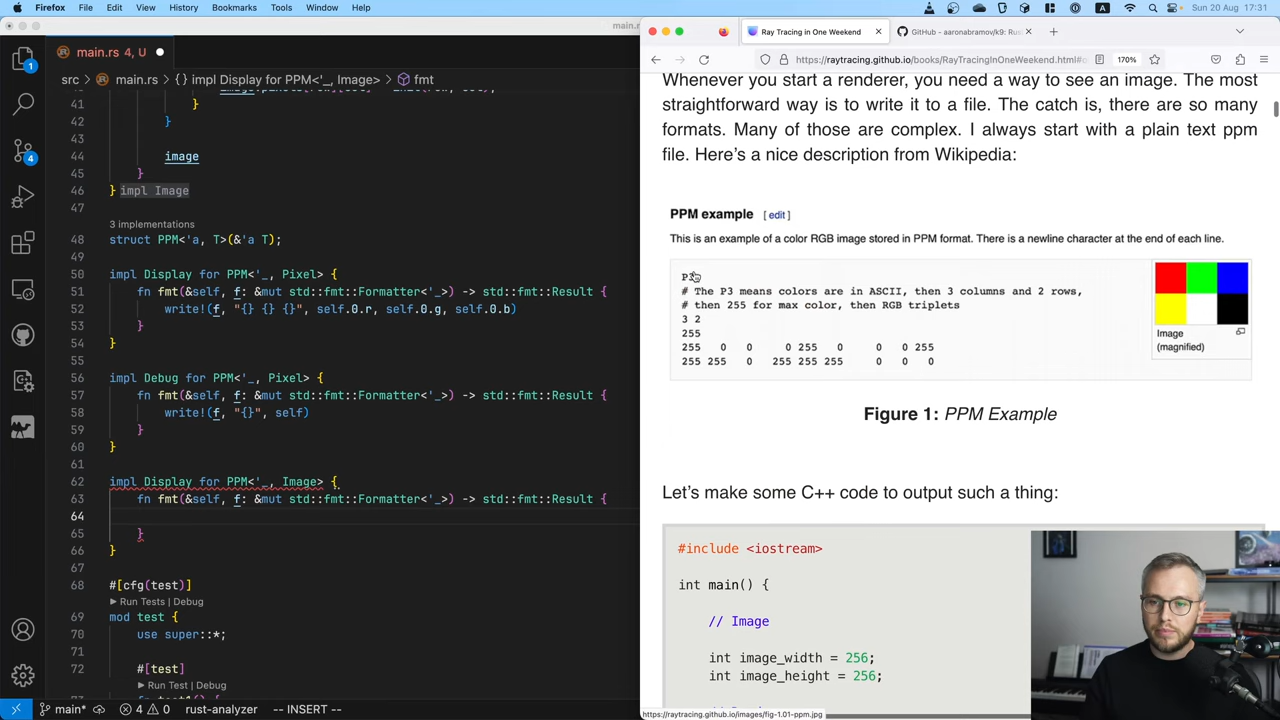 Firefox File Edit View History Bookmarks Tools Window Help
A
Sun 20 Aug 17:31
main.rs 4, U
main.rs
src > main.rs > {} impl Display for PPM<'_, Image> > fmt
1
4
41 }
42 }
43
44 image
45 }
46 } impl Image
47
3 implementations
48 struct PPM<'a, T>(&'a T);
49
50 impl Display for PPM<'_, Pixel> {
51 fn fmt(&self, f: &mut std::fmt::Formatter<'_>) -> std::fmt::Result {
52 write!(f, "{} {} {}", self.0.r, self.0.g, self.0.b)
53 }
54 }
55
56 impl Debug for PPM<'_, Pixel> {
57 fn fmt(&self, f: &mut std::fmt::Formatter<'_>) -> std::fmt::Result {
58 write!(f, "{}", self)
59 }
60 }
61
62 impl Display for PPM<'_, Image> {
63 fn fmt(&self, f: &mut std::fmt::Formatter<'_>) -> std::fmt::Result {
64
65 }
66 }
67
68 #[cfg(test)]
Run Tests | Debug
69 mod test {
70 use super::*;
71
72 #[test]
Run Test | Debug
main* 4 0 rust-analyzer -- INSERT --
Ray Tracing in One Weekend
GitHub - aaronabramov/k9: Rus
https://raytracing.github.io/books/RayTracingInOneWeekend.html#o
170%
Whenever you start a renderer, you need a way to see an image. The most
straightforward way is to write it to a file. The catch is, there are so many
formats. Many of those are complex. I always start with a plain text ppm
file. Here's a nice description from Wikipedia:
PPM example [ edit ]
This is an example of a color RGB image stored in PPM format. There is a newline character at the end of each line.
P3
# The P3 means colors are in ASCII, then 3 columns and 2 rows,
# then 255 for max color, then RGB triplets
3 2
255
255 0 0 0 255 0 0 0 255
255 255 0 255 255 255 0 0 0
Image
(magnified)
Figure 1: PPM Example
Let's make some C++ code to output such a thing:
#include <iostream>
int main() {
// Image
int image_width = 256;
int image_height = 256;
https://raytracing.github.io/images/fig-1.01-ppm.jpg